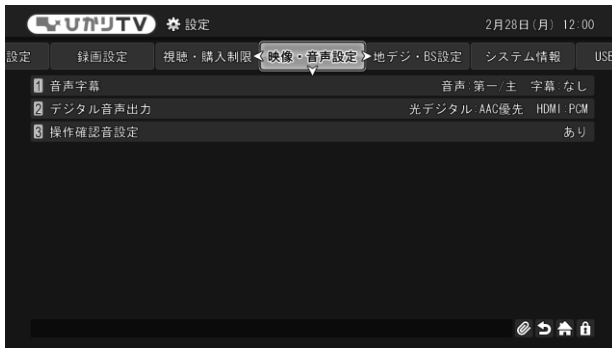 ひかりTV 設定 2月28日(月) 12:00
設定 録画設定 視聴・購入制限 映像・音声設定 地デジ・BS設定 システム情報 USB
1 音声字幕 音声:第一/主 字幕:なし
2 デジタル音声出力 光デジタル:AAC優先 HDMI:PCM
3 操作確認音設定 あり